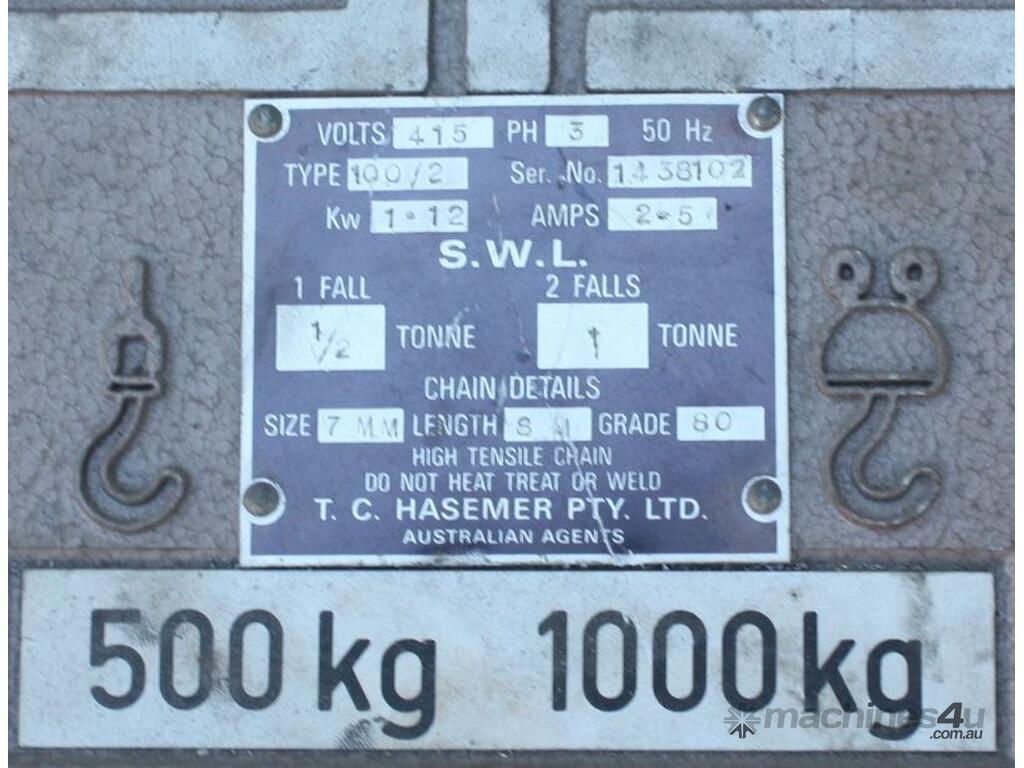 VOLTS 415 PH 3 50 Hz
TYPE 100/2 Ser. No. 1438102
Kw 1.12 AMPS 2.5
S.W.L.
1 FALL 2 FALLS
1/2 TONNE 1 TONNE
CHAIN DETAILS
SIZE 7 MM LENGTH 8 M GRADE 80
HIGH TENSILE CHAIN
DO NOT HEAT TREAT OR WELD
T. C. HASEMER PTY. LTD.
AUSTRALIAN AGENTS
500 kg 1000 kg
machines4u
.com.au